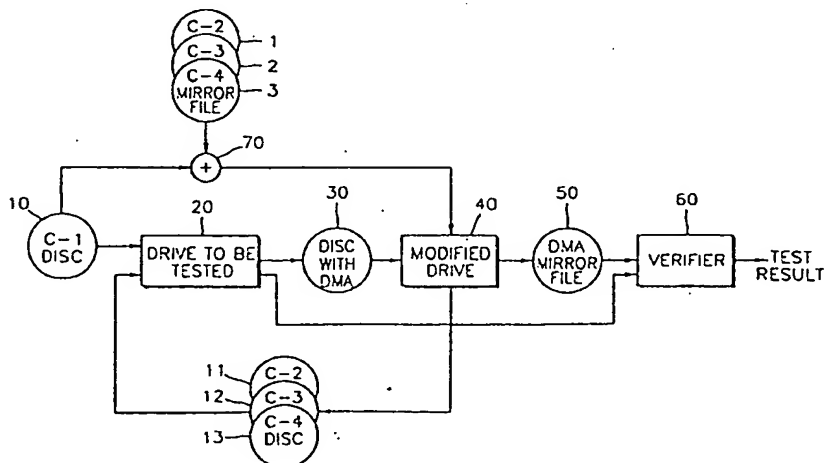 C-2
1
C-3
2
C-4
MIRROR
FILE
3
70
+
10
C-1
DISC
20
DRIVE TO BE
TESTED
30
DISC
WITH
DMA
40
MODIFIED
DRIVE
50
DMA
MIRROR
FILE
60
VERIFIER
TEST
RESULT
11
C-2
12
C-3
13
C-4
DISC